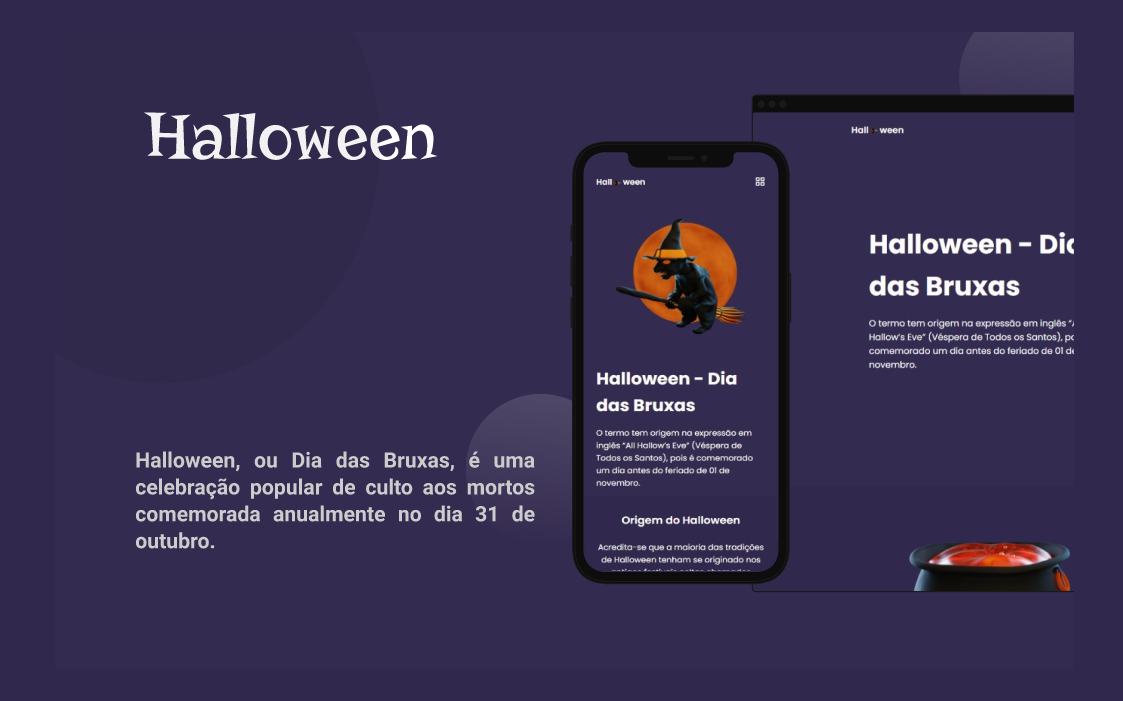 Halloween
Halloween, ou Dia das Bruxas, é uma
celebração popular de culto aos mortos
comemorada anualmente no dia 31 de
outubro.
Hall ween
Halloween - Dia
das Bruxas
O termo tem origem na expressão em
inglês “All Hallow’s Eve” (Véspera de
Todos os Santos), pois é comemorado
um dia antes do feriado de 01 de
novembro.
Origem do Halloween
Acredita-se que a maioria das tradições
de Halloween tenham se originado nos
Hall ween
Halloween - Dia
das Bruxas
O termo tem origem na expressão em inglês “A
Hallow’s Eve” (Véspera de Todos os Santos), po
comemorado um dia antes do feriado de 01 de
novembro.